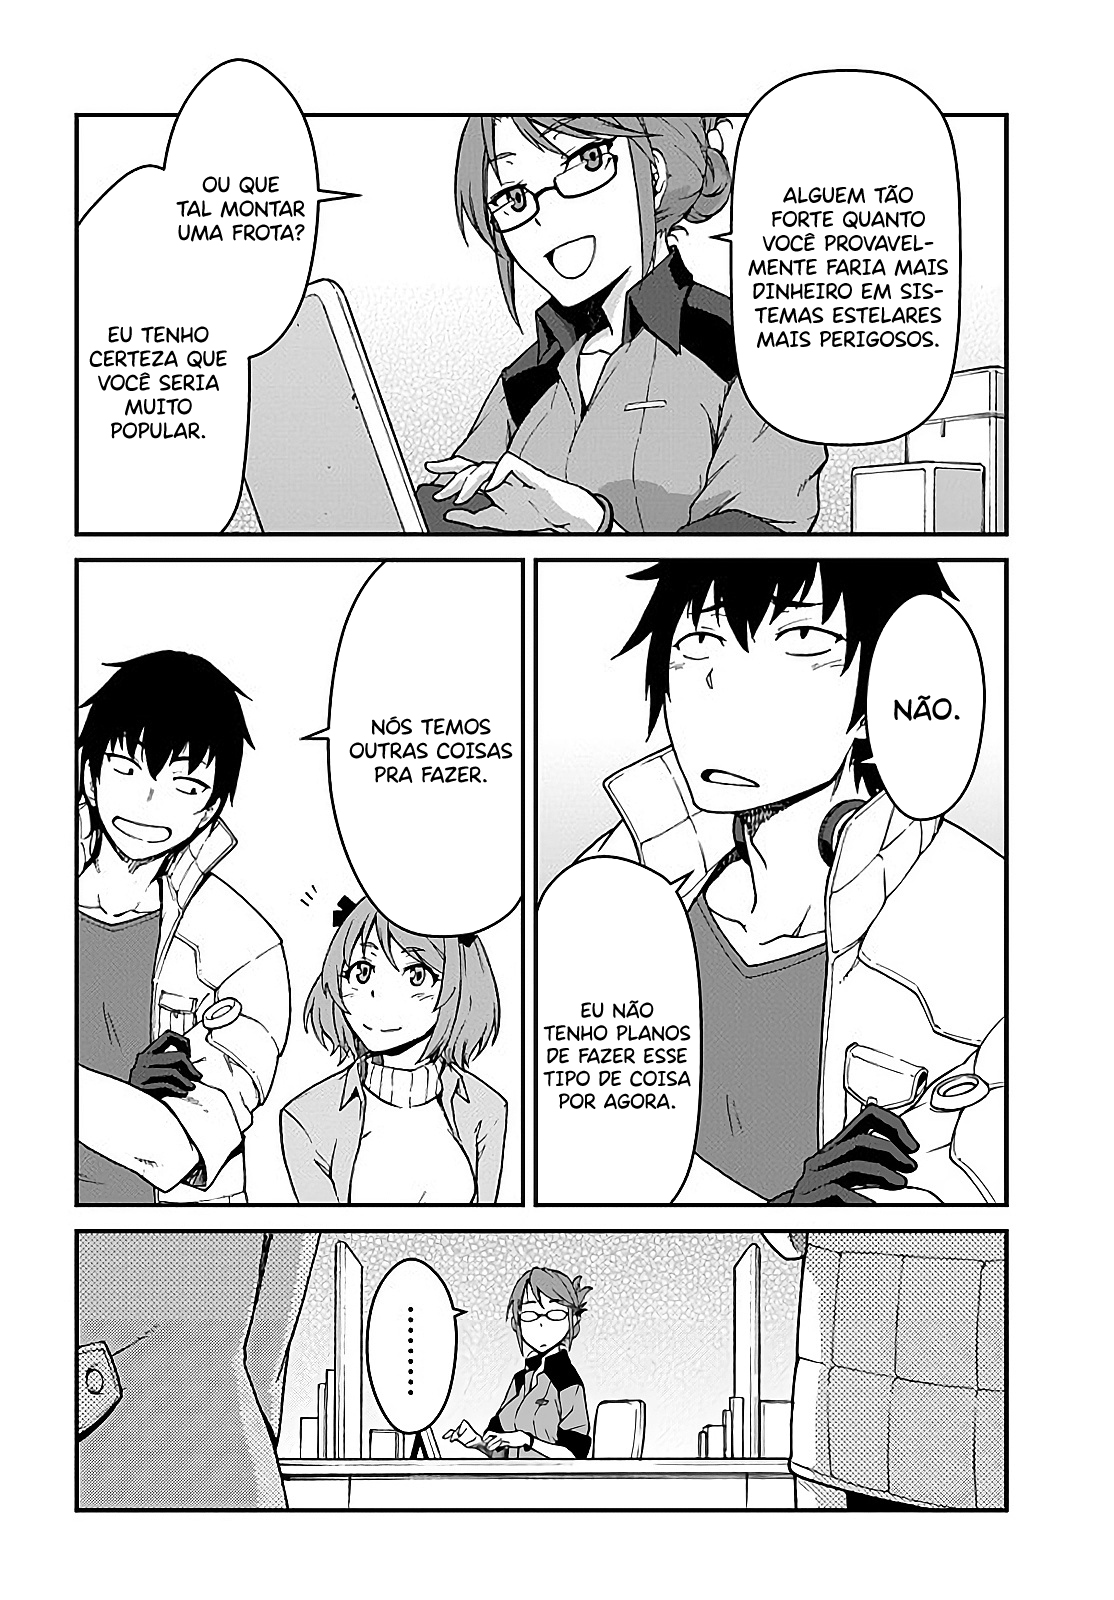 ALGUEM TÃO
FORTE QUANTO
VOCÊ PROVAVEL-
MENTE FARIA MAIS
DINHEIRO EM SIS-
TEMAS ESTELARES
MAIS PERIGOSOS.
OU QUE
TAL MONTAR
UMA FROTA?
EU TENHO
CERTEZA QUE
VOCÊ SERIA
MUITO
POPULAR.
NÃO.
EU NÃO
TENHO PLANOS
DE FAZER ESSE
TIPO DE COISA
POR AGORA.
NÓS TEMOS
OUTRAS COISAS
PRA FAZER.
.........